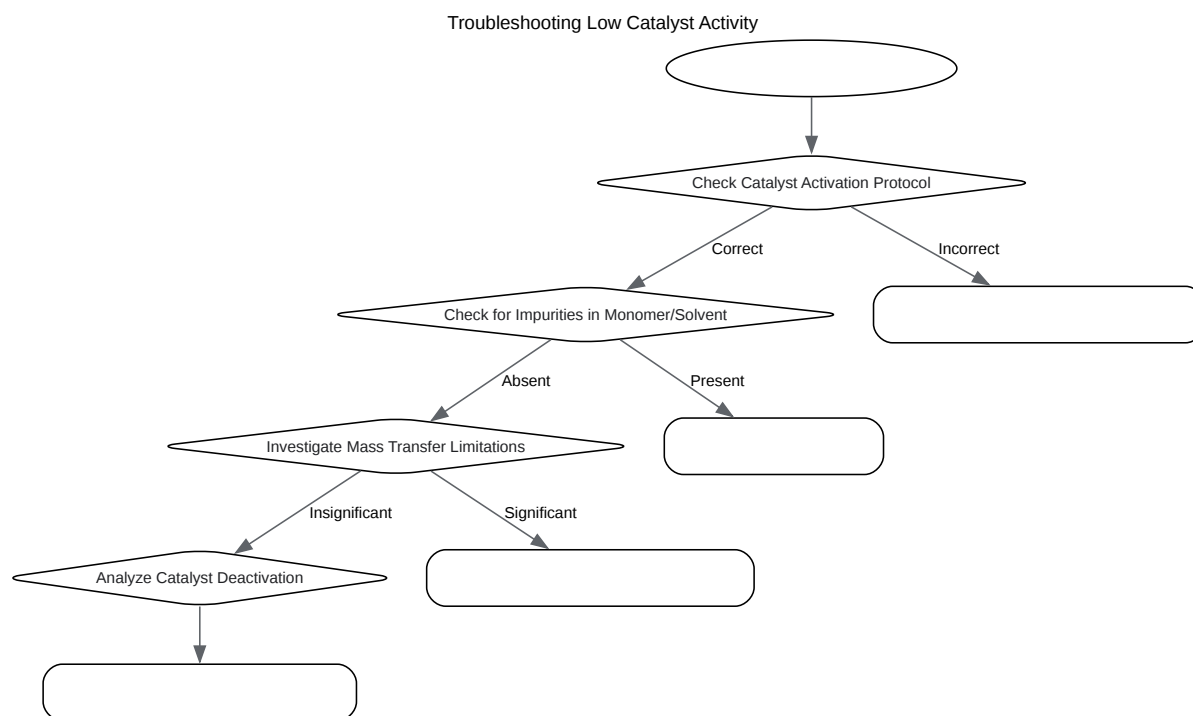 Troubleshooting Low Catalyst Activity
Check Catalyst Activation Protocol
Correct
Incorrect
Check for Impurities in Monomer/Solvent
Absent
Present
Investigate Mass Transfer Limitations
Insignificant
Significant
Analyze Catalyst Deactivation